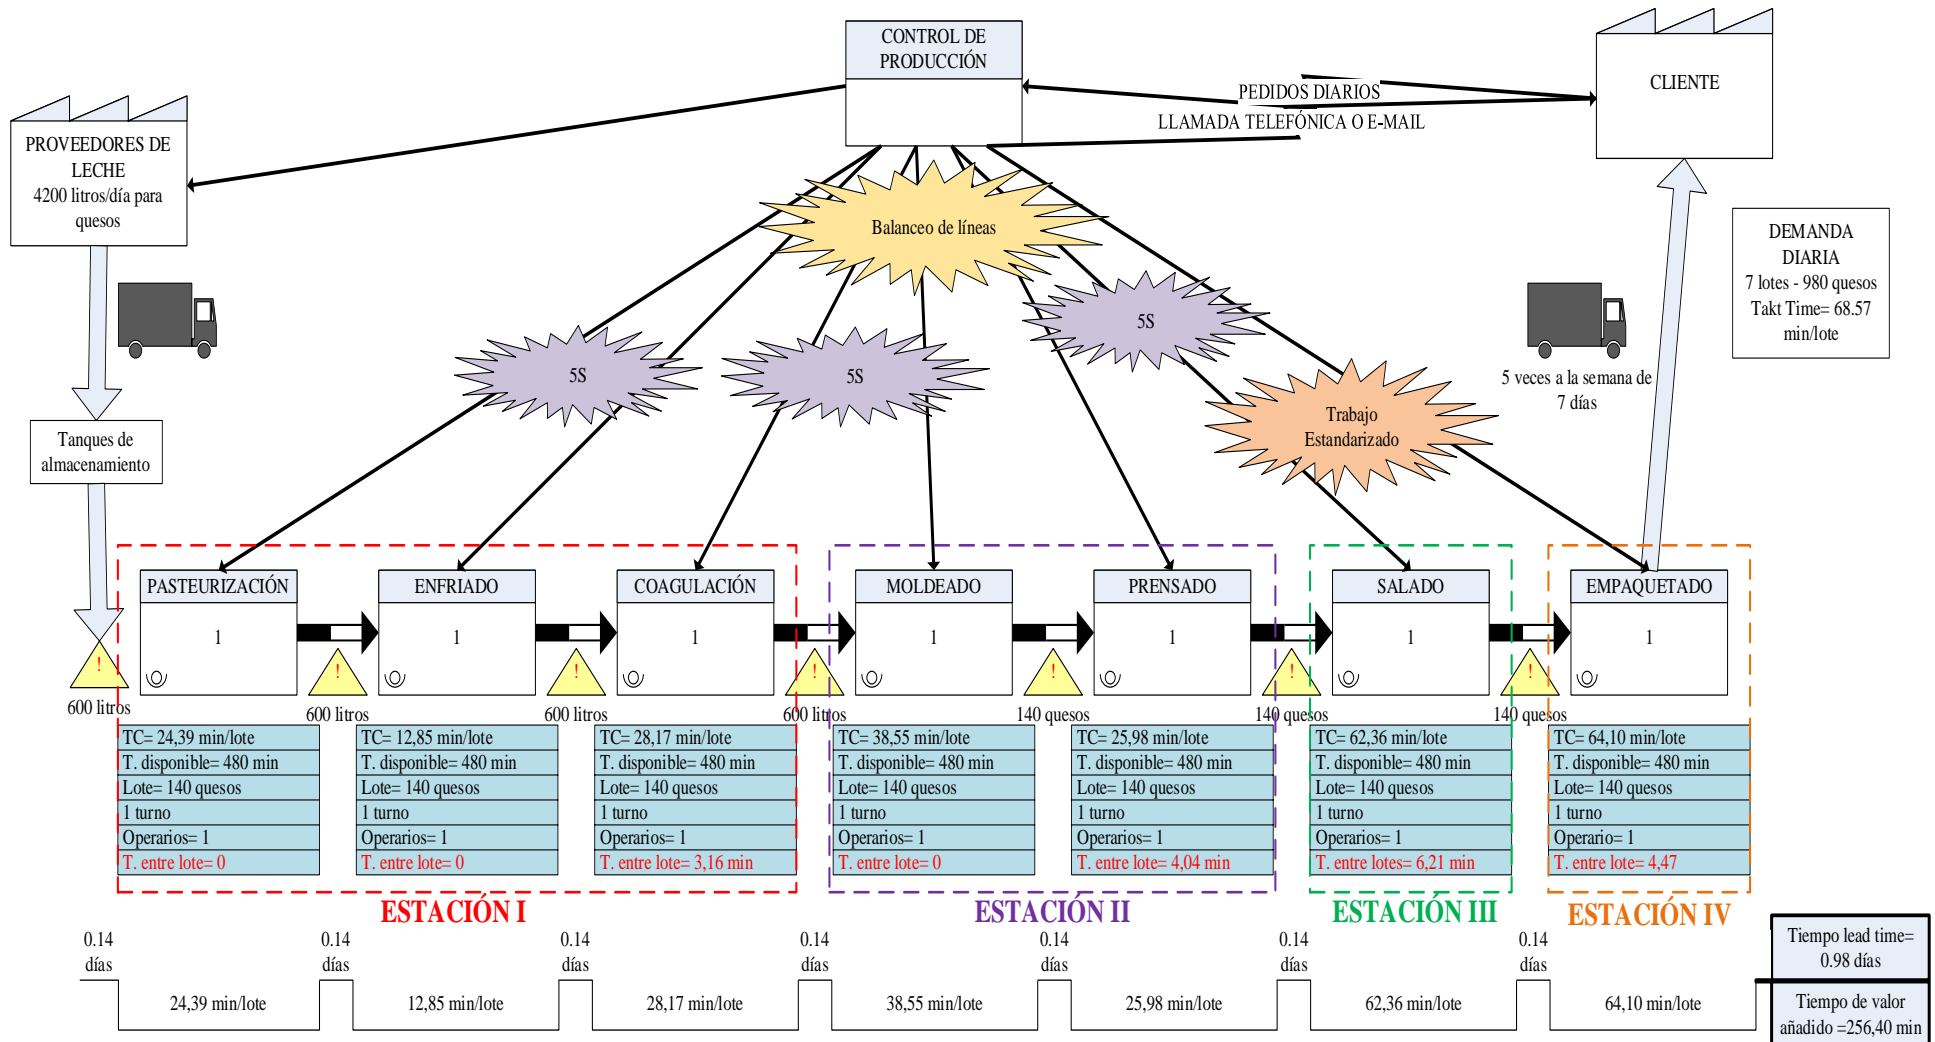 CONTROL DE
PRODUCCIÓN
CLIENTE
PEDIDOS DIARIOS
LLAMADA TELEFÓNICA O E-MAIL
PROVEEDORES DE
LECHE
4200 litros/día para
quesos
Balanceo de líneas
DEMANDA
DIARIA
7 lotes - 980 quesos
Takt Time= 68.57
min/lote
5S
5S
5S
5 veces a la semana de
7 días
Trabajo
Estandarizado
Tanques de
almacenamiento
PASTEURIZACIÓN
1
ENFRIADO
1
COAGULACIÓN
1
MOLDEADO
1
PRENSADO
1
SALADO
1
EMPAQUETADO
1
!
!
!
!
!
!
!
600 litros
600 litros
600 litros
600 litros
140 quesos
140 quesos
140 quesos
TC= 24,39 min/lote
T. disponible= 480 min
Lote= 140 quesos
1 turno
Operarios= 1
T. entre lote= 0
TC= 12,85 min/lote
T. disponible= 480 min
Lote= 140 quesos
1 turno
Operarios= 1
T. entre lote= 0
TC= 28,17 min/lote
T. disponible= 480 min
Lote= 140 quesos
1 turno
Operarios= 1
T. entre lote= 3,16 min
TC= 38,55 min/lote
T. disponible= 480 min
Lote= 140 quesos
1 turno
Operarios= 1
T. entre lote= 0
TC= 25,98 min/lote
T. disponible= 480 min
Lote= 140 quesos
1 turno
Operarios= 1
T. entre lote= 4,04 min
TC= 62,36 min/lote
T. disponible= 480 min
Lote= 140 quesos
1 turno
Operarios= 1
T. entre lotes= 6,21 min
TC= 64,10 min/lote
T. disponible= 480 min
Lote= 140 quesos
1 turno
Operario= 1
T. entre lote= 4,47
ESTACIÓN I
ESTACIÓN II
ESTACIÓN III
ESTACIÓN IV
0.14
días
0.14
días
0.14
días
0.14
días
0.14
días
0.14
días
0.14
días
24,39 min/lote
12,85 min/lote
28,17 min/lote
38,55 min/lote
25,98 min/lote
62,36 min/lote
64,10 min/lote
Tiempo lead time=
0.98 días
Tiempo de valor
añadido =256,40 min